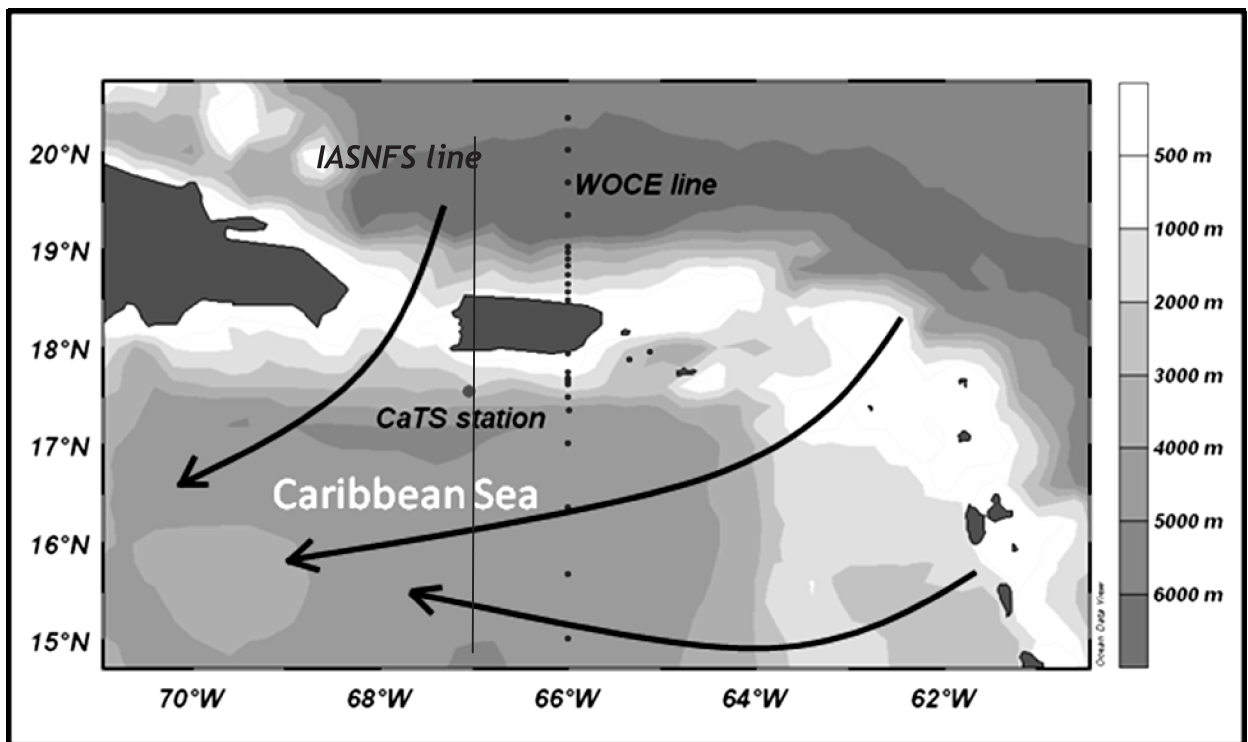 20°N
19°N
18°N
17°N
16°N
15°N
70°W
68°W
66°W
64°W
62°W
IASNFS line
WOCE line
CaTS station
Caribbean Sea
500 m
1000 m
2000 m
3000 m
4000 m
5000 m
6000 m
Ocean Data View